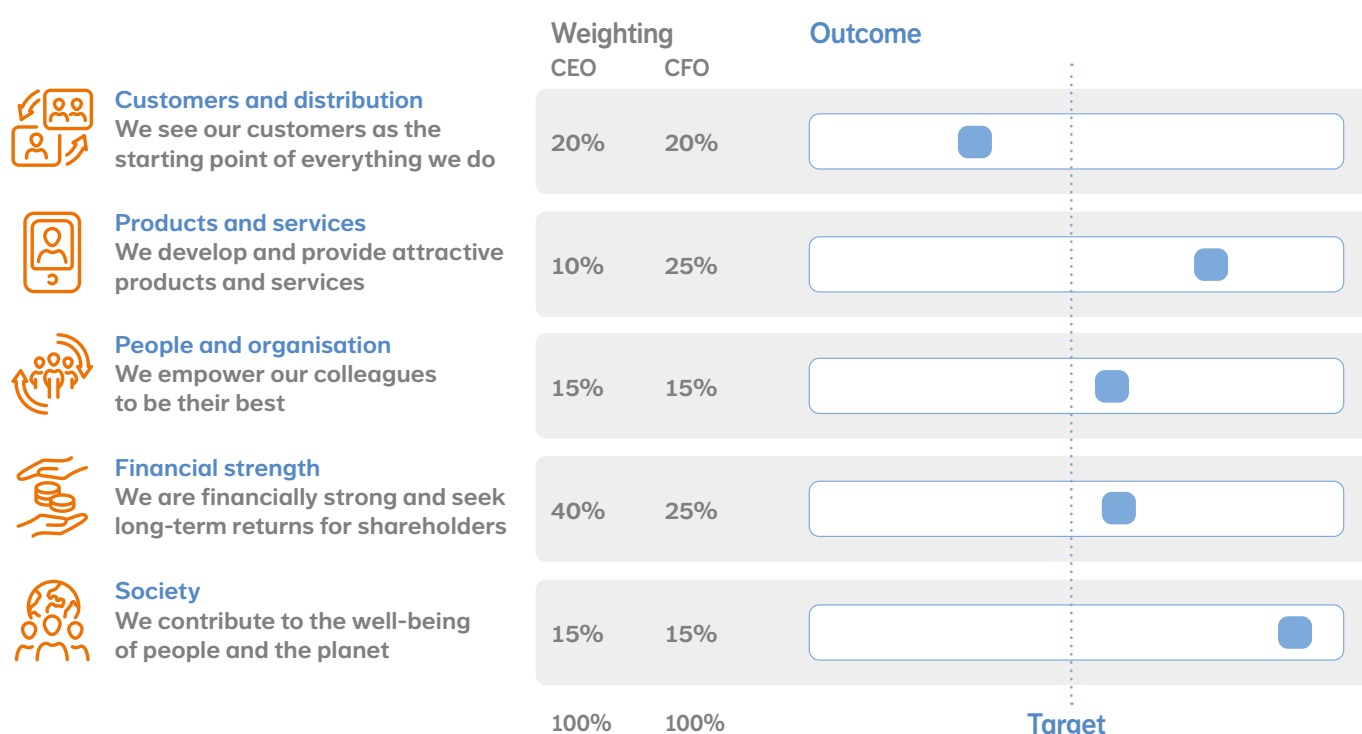 Weighting
Outcome
CEO
CFO
Customers and distribution
We see our customers as the
starting point of everything we do
20%
20%
Products and services
We develop and provide attractive
products and services
10%
25%
People and organisation
We empower our colleagues
to be their best
15%
15%
Financial strength
We are financially strong and seek
long-term returns for shareholders
40%
25%
Society
We contribute to the well-being
of people and the planet
15%
15%
100%
100%
Target